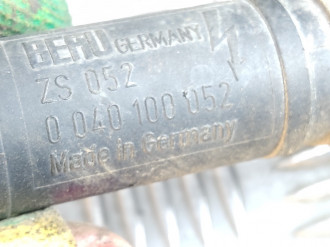 BERU GERMANY
ZS 052
0 040 100 052
Made in Germany